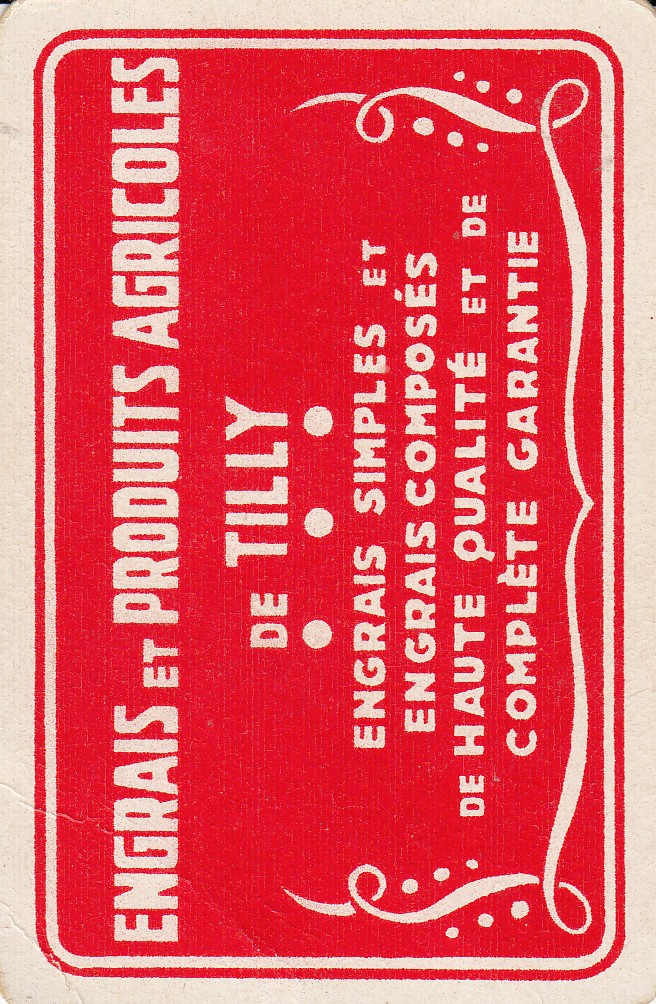 ENGRAIS ET PRODUITS AGRICOLES
DE TILLY
ENGRAIS SIMPLES ET
ENGRAIS COMPOSÉS
DE HAUTE QUALITÉ ET DE
COMPLÈTE GARANTIE